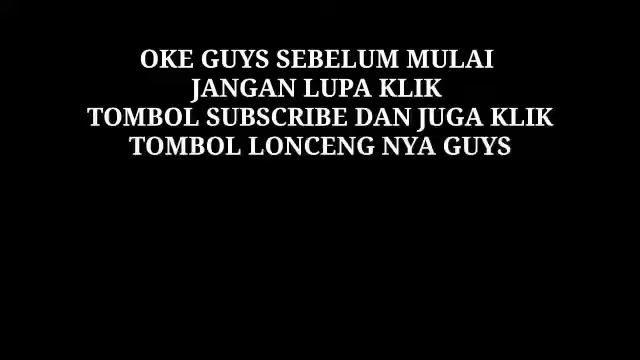 OKE GUYS SEBELUM MULAI
JANGAN LUPA KLIK
TOMBOL SUBSCRIBE DAN JUGA KLIK
TOMBOL LONCENG NYA GUYS